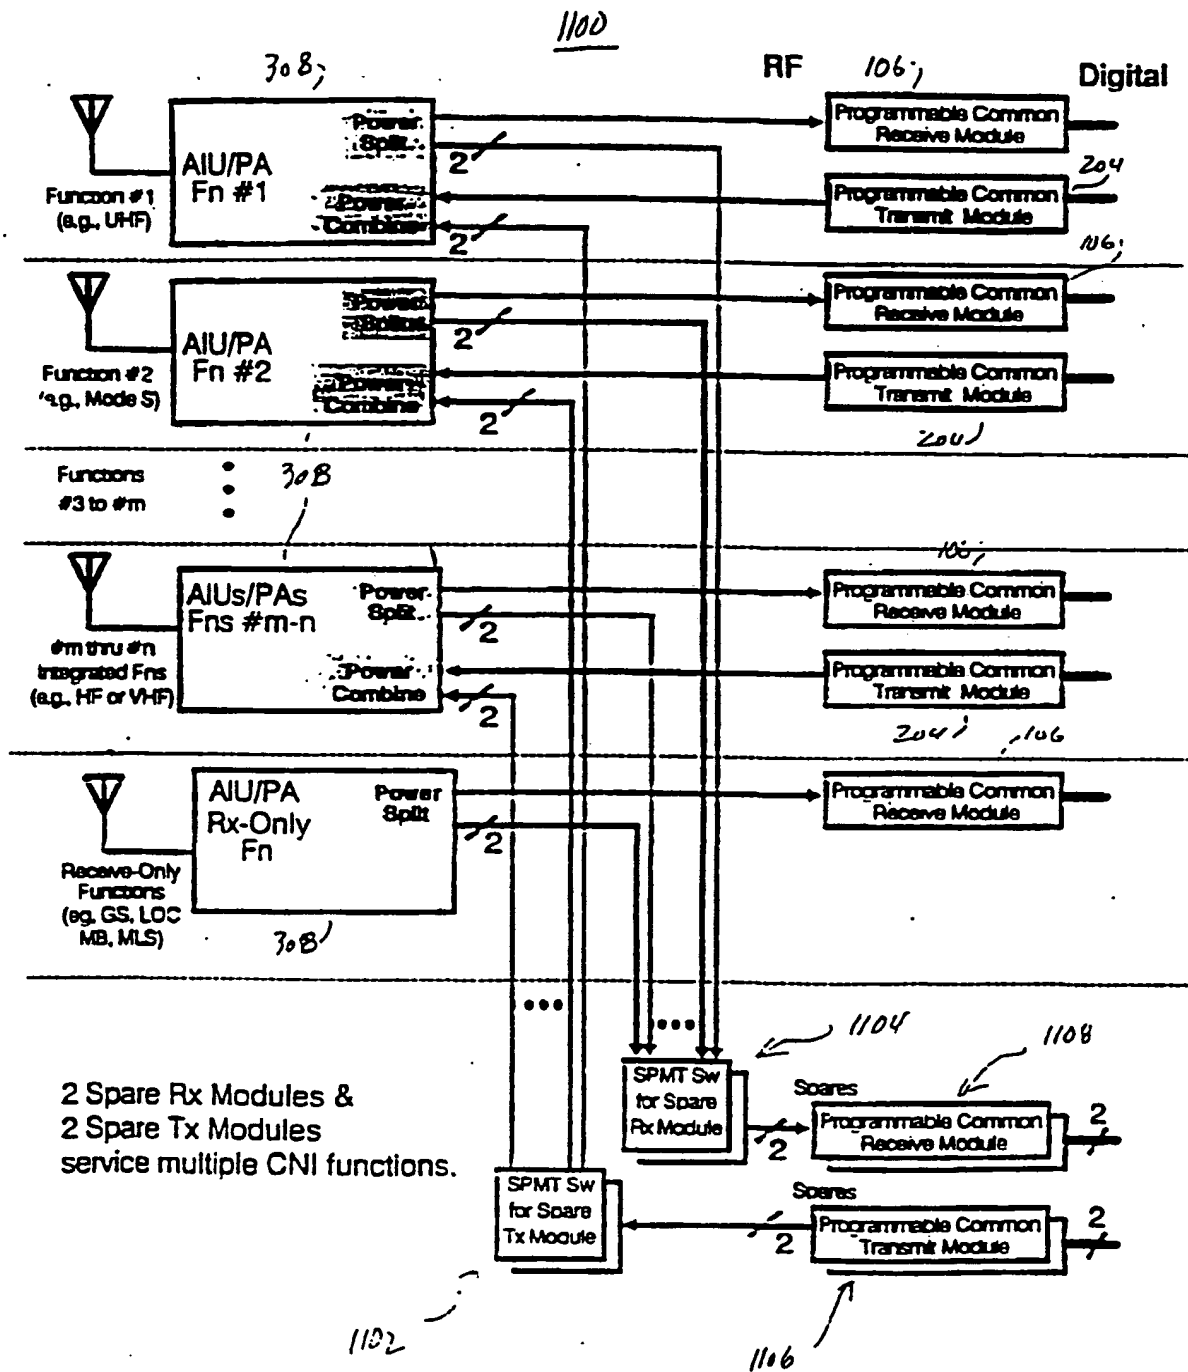 1100
308
RF
106
Digital
Power
Split
AIU/PA
Fn #1
Power
Combine
2
2
Function #1
(e.g., UHF)
Programmable Common
Receive Module
204
Programmable Common
Transmit Module
106
AIU/PA
Fn #2
Power
Splits
Power
Combine
2
2
Function #2
(e.g., Mode S)
Programmable Common
Receive Module
Programmable Common
Transmit Module
204
Functions
#3 to #m
308
106
AIUs/PAs
Fns #m-n
Power
Split
Power
Combine
2
2
#m thru #n
Integrated Fns
(e.g., HF or VHF)
Programmable Common
Receive Module
Programmable Common
Transmit Module
204
106
AIU/PA
Rx-Only
Fn
Power
Split
2
Programmable Common
Receive Module
Receive-Only
Functions
(eg, GS, LOC
MB, MLS)
308
1104
1108
2 Spare Rx Modules &
2 Spare Tx Modules
service multiple CNI functions.
SPMT Sw
for Spare
Rx Module
2
Spares
Programmable Common
Receive Module
2
SPMT Sw
for Spare
Tx Module
2
Spares
Programmable Common
Transmit Module
2
1102
1106